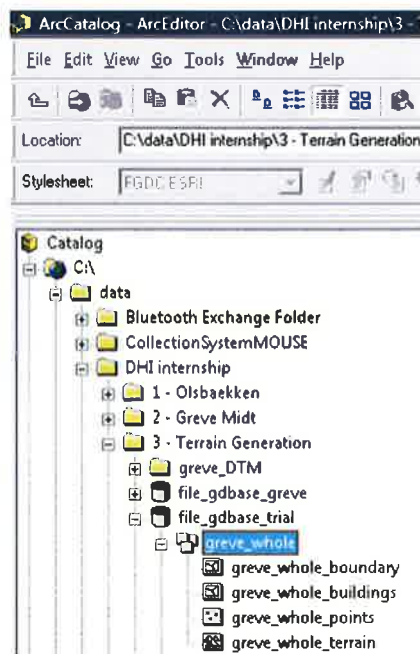 ArcCatalog - ArcEditor - C:\data\DHI internship\3 -
File Edit View Go Tools Window Help
Location: C:\data\DHI internship\3 - Terrain Generation
Stylesheet: FGDC ESRI
Catalog
C:\
data
Bluetooth Exchange Folder
CollectionSystemMOUSE
DHI internship
1 - Olsbaekken
2 - Greve Midt
3 - Terrain Generation
greve_DTM
file_gdbase_greve
file_gdbase_trial
greve_whole
greve_whole_boundary
greve_whole_buildings
greve_whole_points
greve_whole_terrain